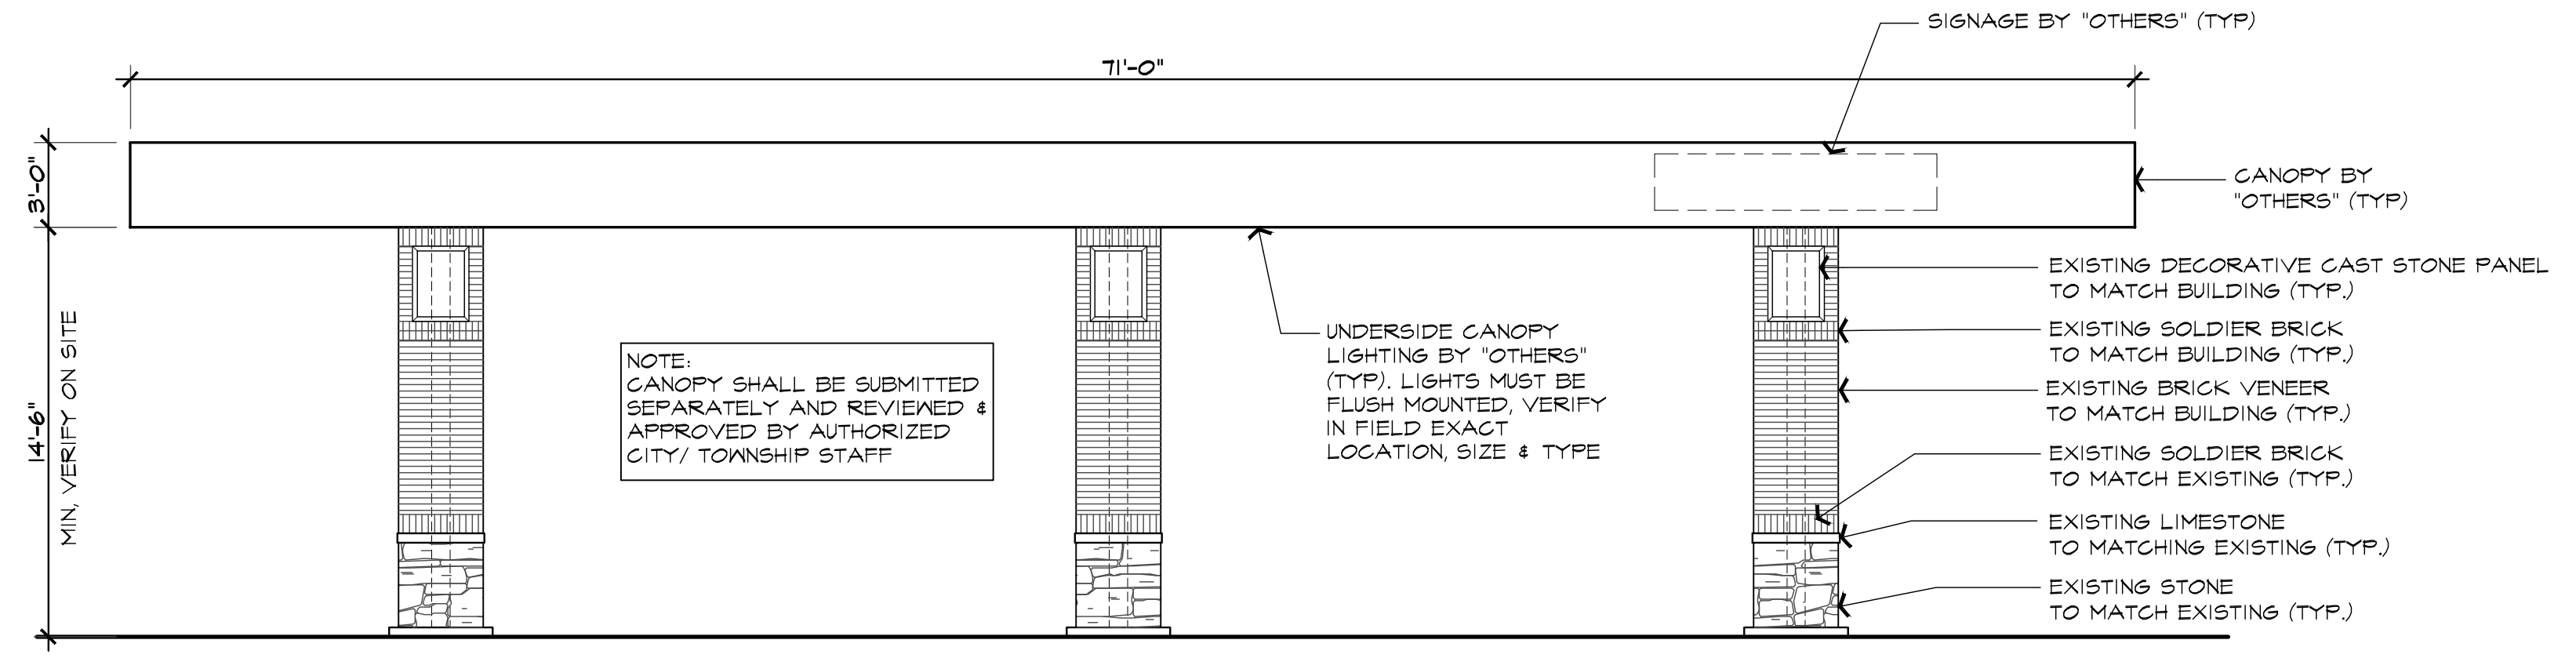 SIGNAGE BY "OTHERS" (TYP)
71'-0"
3'-0"
CANOPY BY
"OTHERS" (TYP)
14'-6"
MIN, VERIFY ON SITE
NOTE:
CANOPY SHALL BE SUBMITTED
SEPARATELY AND REVIEWED &
APPROVED BY AUTHORIZED
CITY/ TOWNSHIP STAFF
UNDERSIDE CANOPY
LIGHTING BY "OTHERS"
(TYP). LIGHTS MUST BE
FLUSH MOUNTED, VERIFY
IN FIELD EXACT
LOCATION, SIZE & TYPE
EXISTING DECORATIVE CAST STONE PANEL
TO MATCH BUILDING (TYP.)
EXISTING SOLDIER BRICK
TO MATCH BUILDING (TYP.)
EXISTING BRICK VENEER
TO MATCH BUILDING (TYP.)
EXISTING SOLDIER BRICK
TO MATCH EXISTING (TYP.)
EXISTING LIMESTONE
TO MATCHING EXISTING (TYP.)
EXISTING STONE
TO MATCH EXISTING (TYP.)